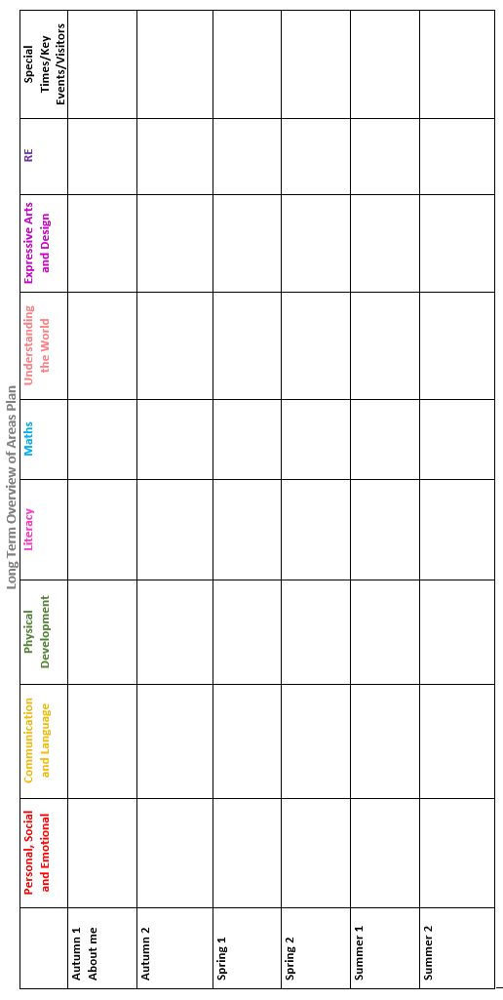 Long Term Overview of Areas Plan
Personal, Social
and Emotional
Communication
and Language
Physical
Development
Literacy
Maths
Understanding
the World
Expressive Arts
and Design
RE
Special
Times/Key
Events/Visitors
Autumn 1
About me
Autumn 2
Spring 1
Spring 2
Summer 1
Summer 2